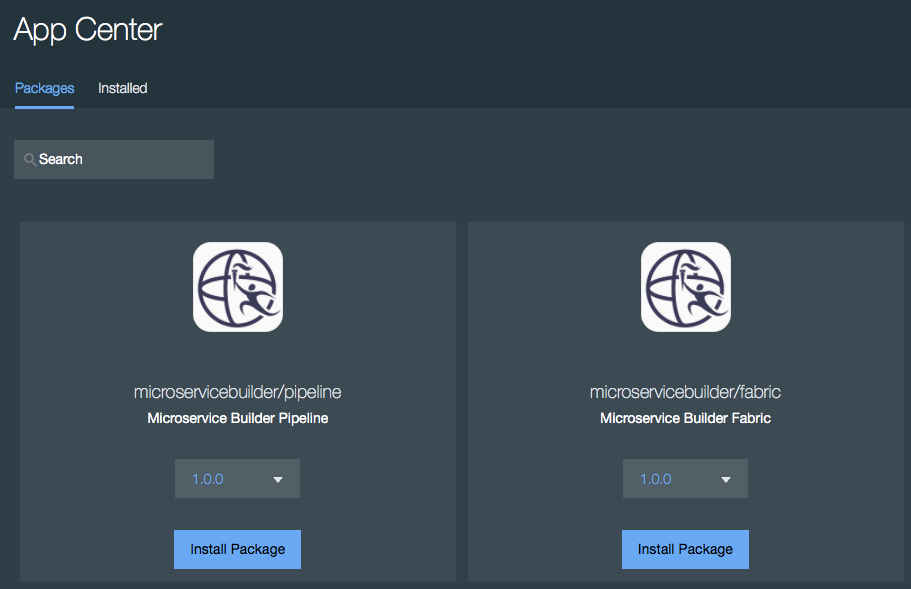 App Center
Packages Installed
Search
microservicebuilder/pipeline
Microservice Builder Pipeline
1.0.0
Install Package
microservicebuilder/fabric
Microservice Builder Fabric
1.0.0
Install Package